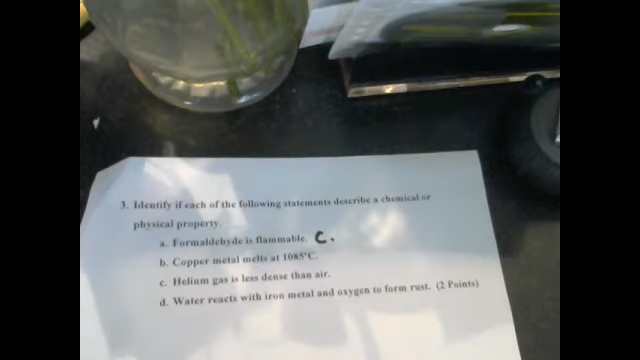 3. Identify if each of the following statements describe a chemical or
physical property.
a. Formaldehyde is flammable. C.
b. Copper metal melts at 1085°C.
c. Helium gas is less dense than air.
d. Water reacts with iron metal and oxygen to form rust. (2 Points)